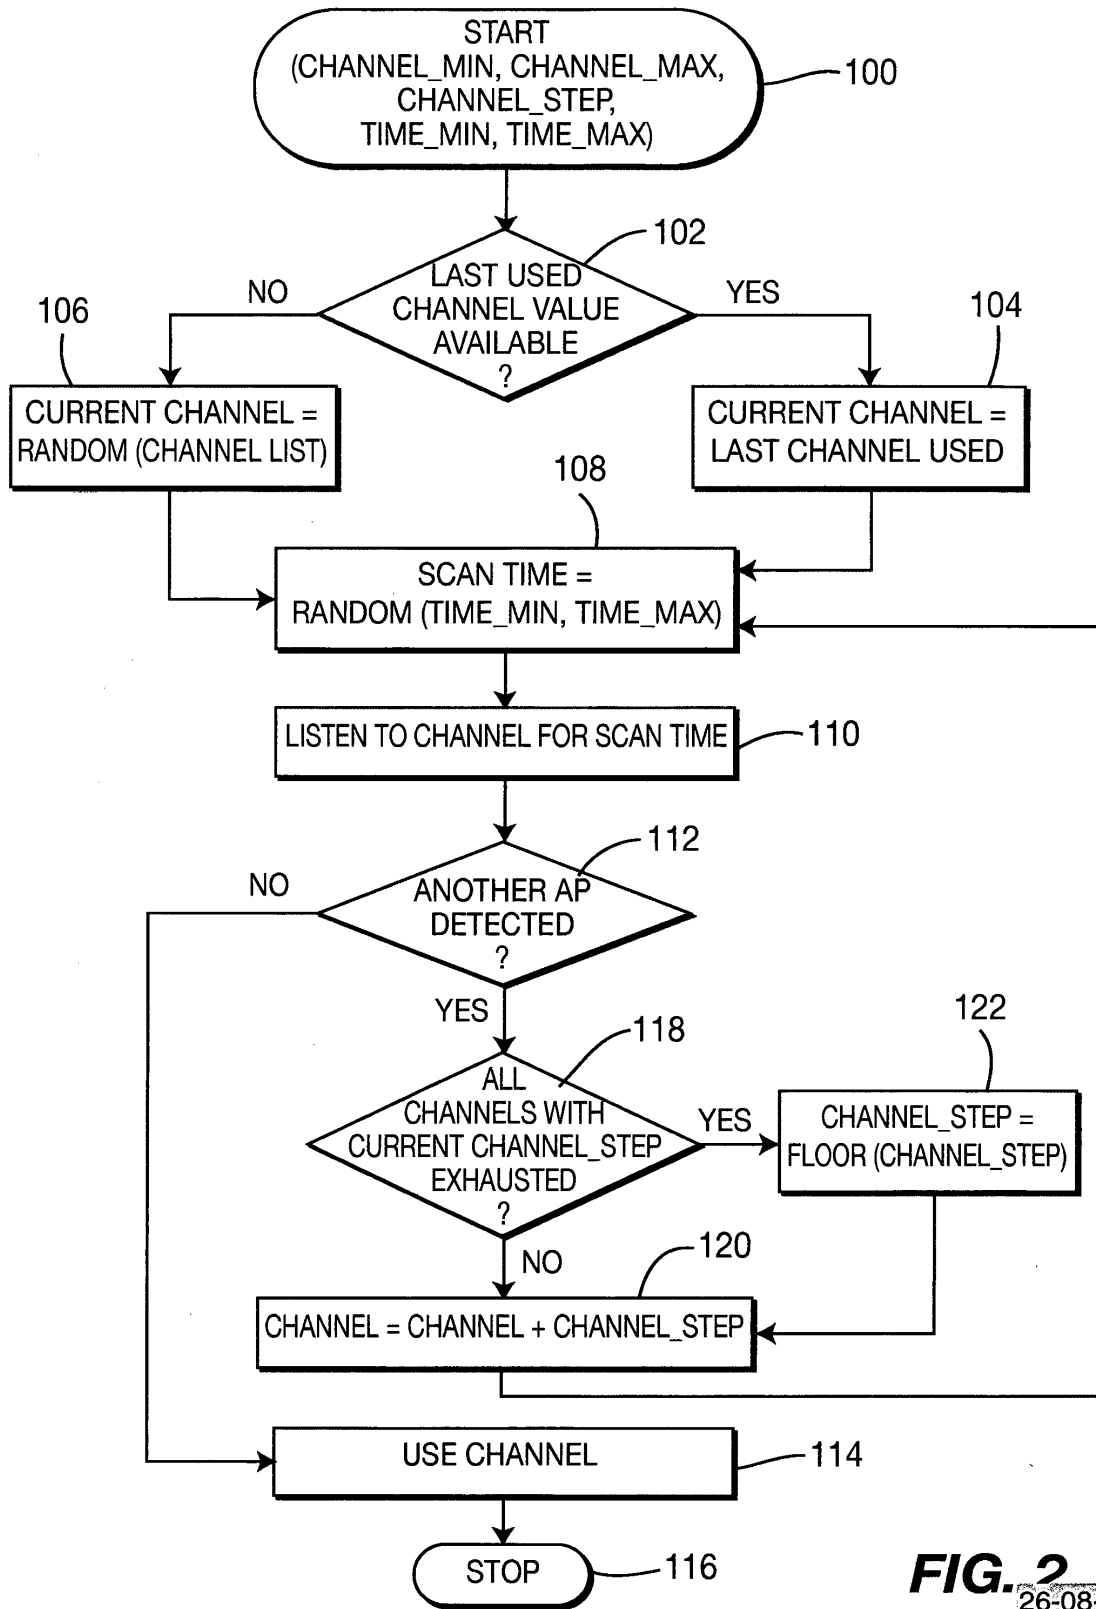 START
(CHANNEL_MIN, CHANNEL_MAX,
CHANNEL_STEP,
TIME_MIN, TIME_MAX)
100
102
LAST USED
CHANNEL VALUE
AVAILABLE
?
NO
YES
106
104
CURRENT CHANNEL =
RANDOM (CHANNEL LIST)
CURRENT CHANNEL =
LAST CHANNEL USED
108
SCAN TIME =
RANDOM (TIME_MIN, TIME_MAX)
LISTEN TO CHANNEL FOR SCAN TIME
110
112
NO
ANOTHER AP
DETECTED
?
YES
118
122
ALL
CHANNELS WITH
CURRENT CHANNEL_STEP
EXHAUSTED
?
YES
CHANNEL_STEP =
FLOOR (CHANNEL_STEP)
NO
120
CHANNEL = CHANNEL + CHANNEL_STEP
USE CHANNEL
114
STOP
116
FIG. 2
26-08-